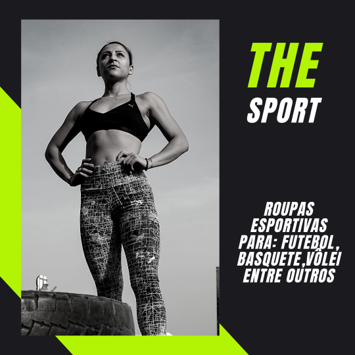 THE
SPORT
ROUPAS
ESPORTIVAS
PARA: FUTEBOL,
BASQUETE,VÔLEI
ENTRE OUTROS